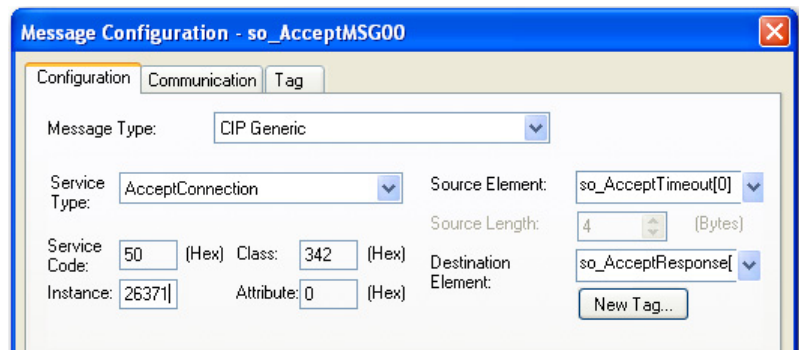 Message Configuration - so_AcceptMSG00
Configuration Communication Tag
Message Type: CIP Generic
Service Type: AcceptConnection Source Element: so_AcceptTimeout[0]
Source Length: 4 (Bytes)
Service Code: 50 (Hex) Class: 342 (Hex) Destination Element: so_AcceptResponse[
Instance: 26371 Attribute: 0 (Hex)
New Tag...